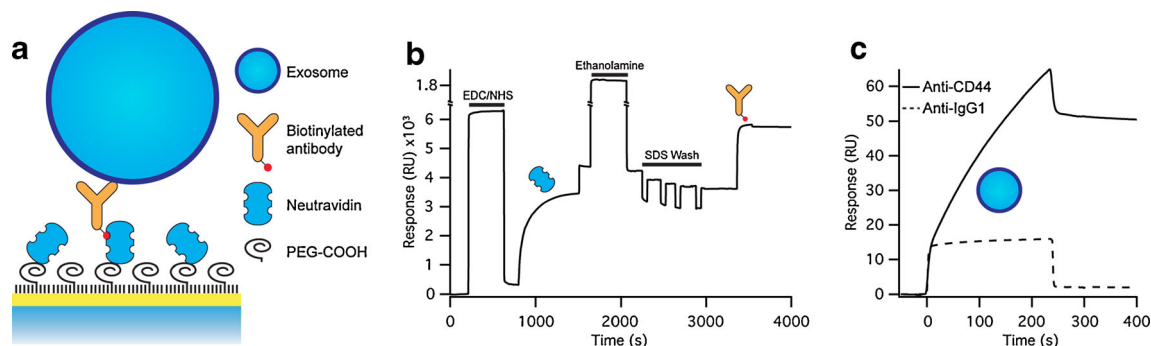 a
Exosome
Biotinylated
antibody
Neutravidin
PEG-COOH
b
Response (RU) x10³
1.8
6
5
4
3
2
1
0
EDC/NHS
Ethanolamine
SDS Wash
0
1000
2000
3000
4000
Time (s)
c
Response (RU)
60
50
40
30
20
10
0
Anti-CD44
Anti-IgG1
0
100
200
300
400
Time (s)